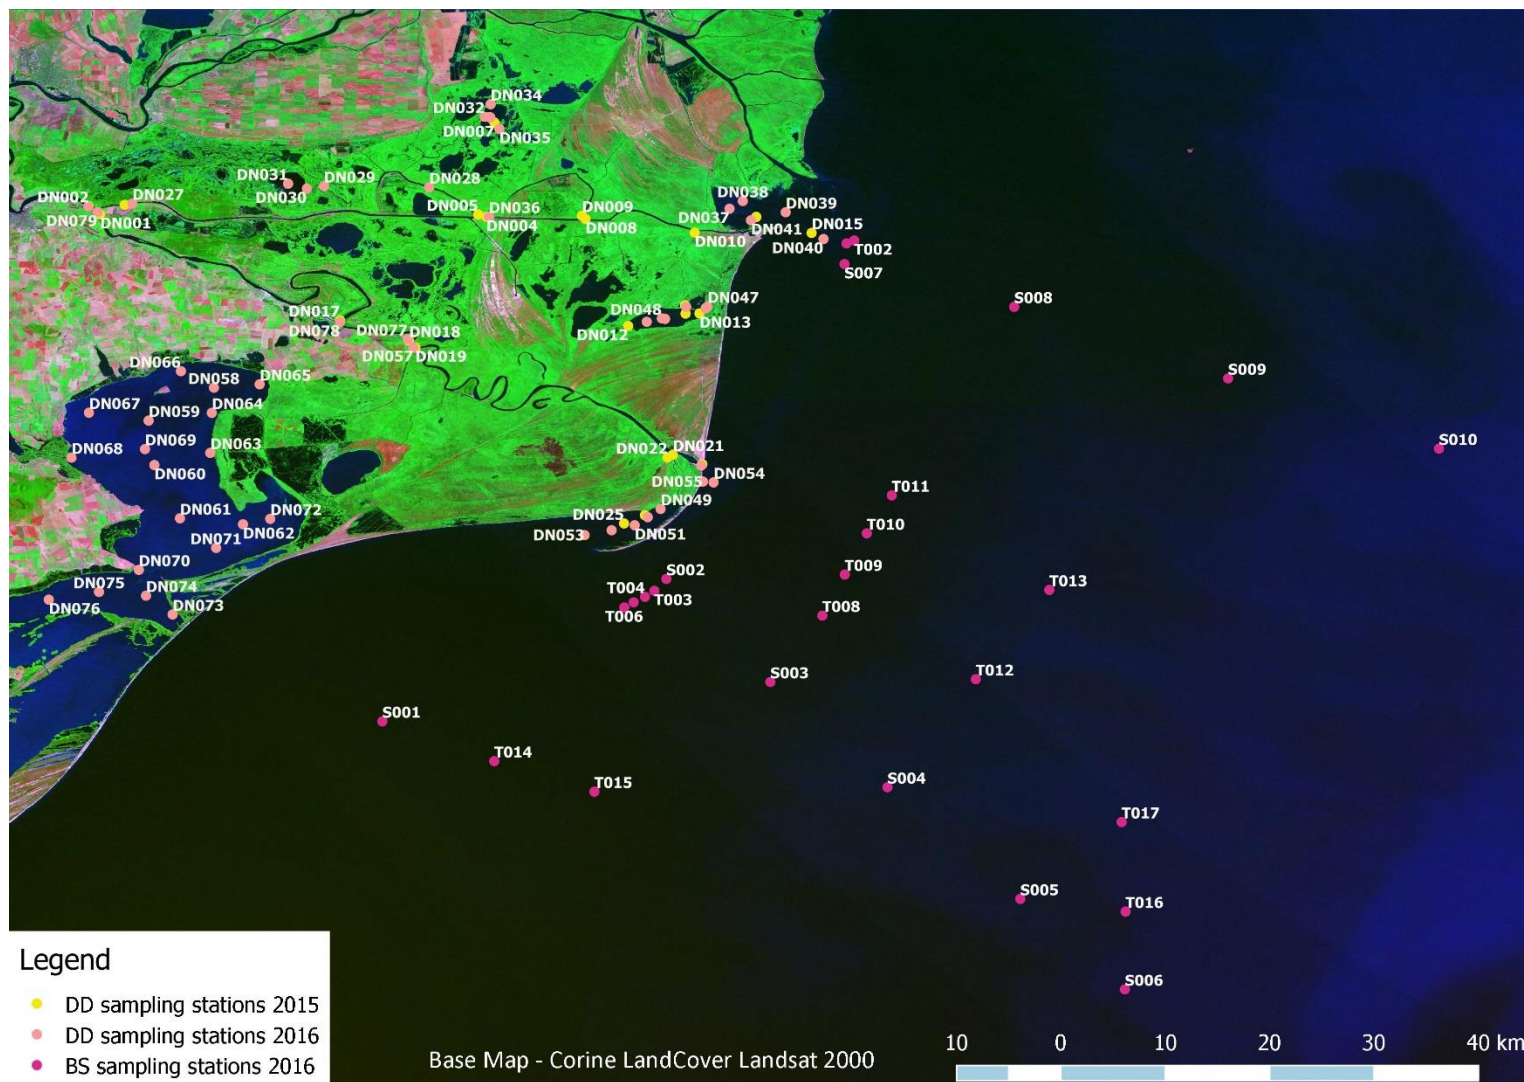 DN034
DN032
DN007
DN035
DN031
DN029
DN030
DN028
DN002
DN027
DN079
DN001
DN005
DN036
DN004
DN009
DN008
DN038
DN037
DN039
DN041
DN015
DN010
DN040
T002
S007
S008
DN017
DN078
DN077
DN018
DN057
DN019
DN048
DN047
DN012
DN013
S009
DN066
DN058
DN065
DN067
DN059
DN064
DN068
DN069
DN063
DN060
DN022
DN021
DN055
DN054
S010
DN061
DN072
DN062
DN071
DN025
DN049
DN053
DN051
T011
T010
DN070
DN075
DN074
DN076
DN073
S002
T004
T003
T006
T009
T008
T013
S003
T012
S001
T014
T015
S004
T017
S005
T016
S006
Legend
DD sampling stations 2015
DD sampling stations 2016
BS sampling stations 2016
Base Map - Corine LandCover Landsat 2000
10 0 10 20 30 40 km